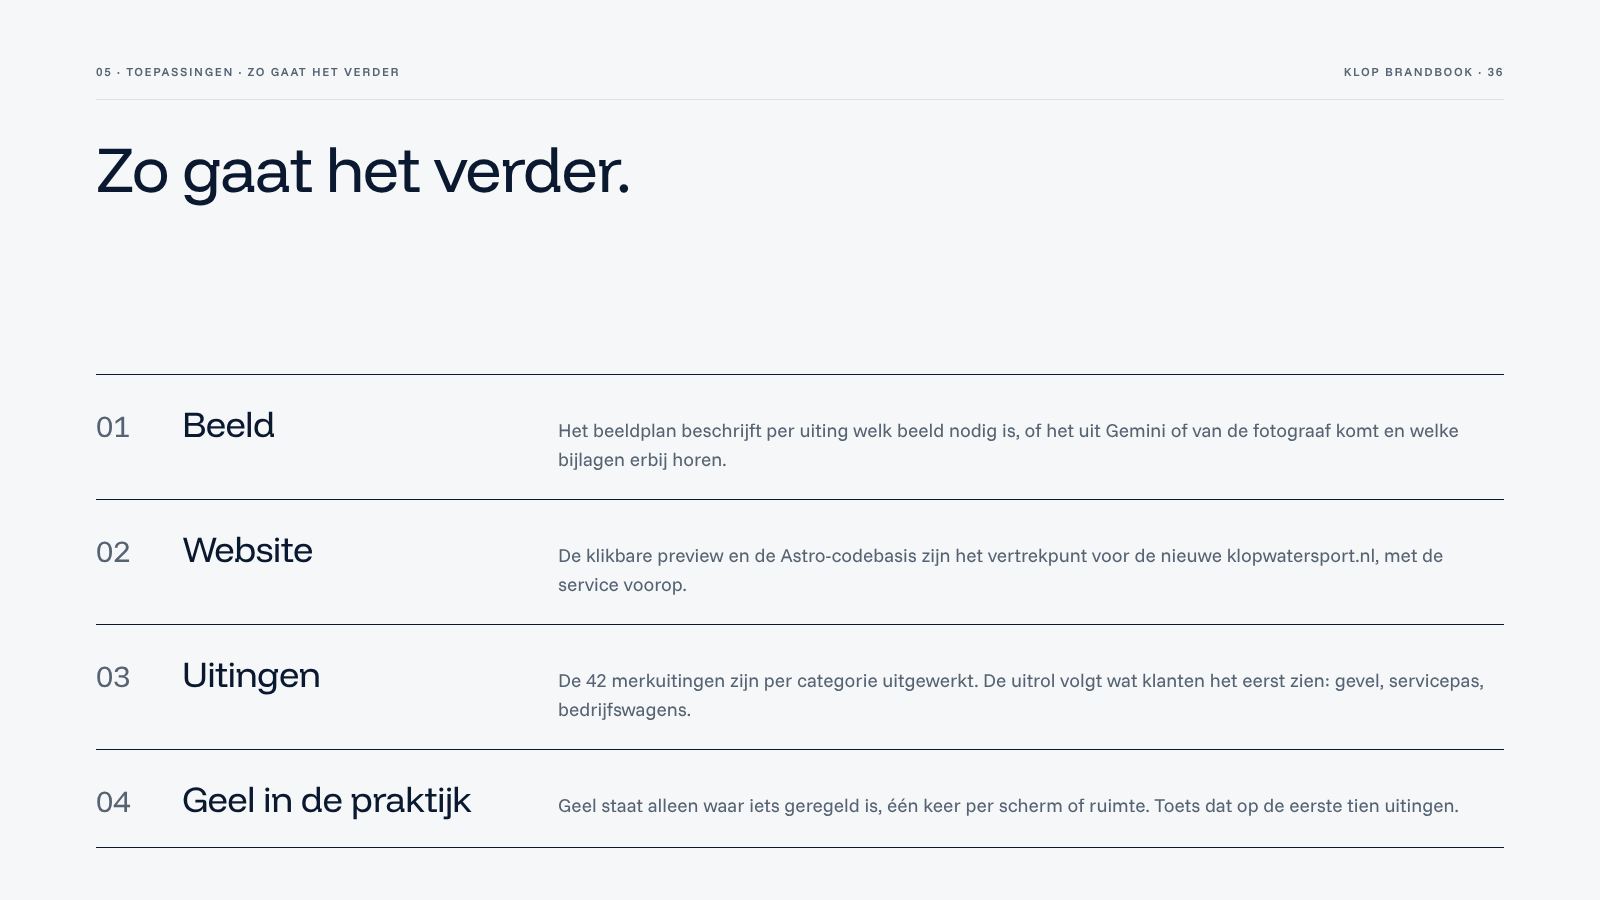 05 · TOEPASSINGEN · ZO GAAT HET VERDER
KLOP BRANDBOOK · 36
Zo gaat het verder.
01
Beeld
Het beeldplan beschrijft per uiting welk beeld nodig is, of het uit Gemini of van de fotograaf komt en welke
bijlagen erbij horen.
02
Website
De klikbare preview en de Astro-codebasis zijn het vertrekpunt voor de nieuwe klopwatersport.nl, met de
service voorop.
03
Uitingen
De 42 merkuitingen zijn per categorie uitgewerkt. De uitrol volgt wat klanten het eerst zien: gevel, servicepas,
bedrijfswagens.
04
Geel in de praktijk
Geel staat alleen waar iets geregeld is, één keer per scherm of ruimte. Toets dat op de eerste tien uitingen.